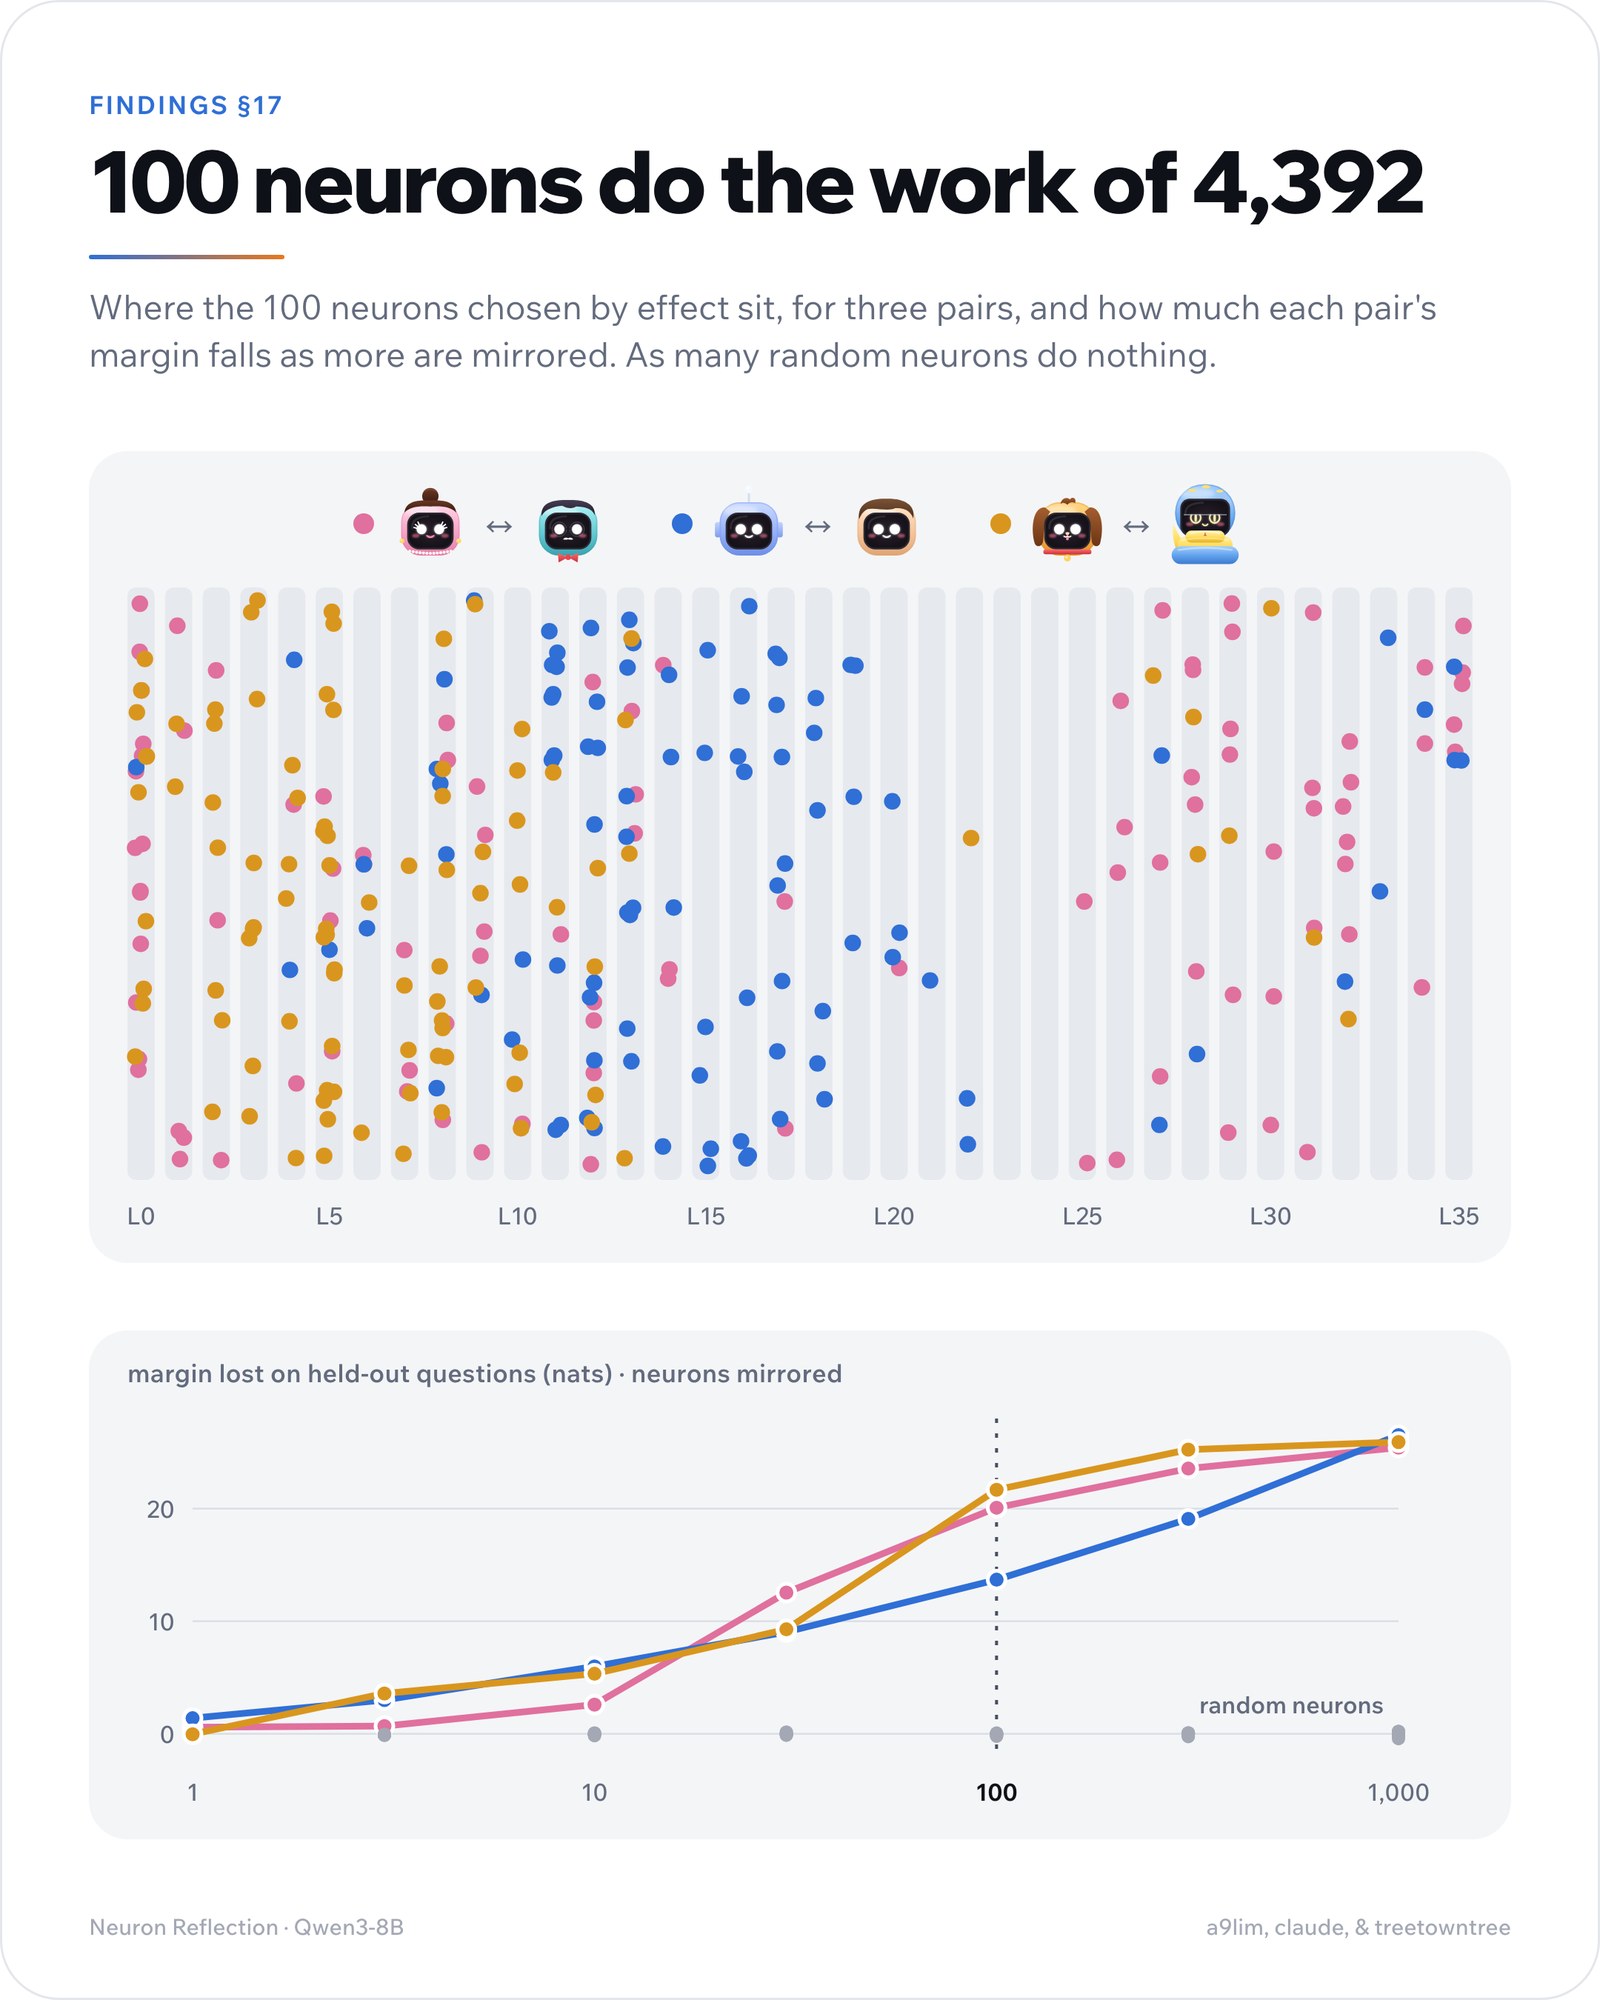 FINDINGS §17
100 neurons do the work of 4,392
Where the 100 neurons chosen by effect sit, for three pairs, and how much each pair's
margin falls as more are mirrored. As many random neurons do nothing.
L0 L5 L10 L15 L20 L25 L30 L35
margin lost on held-out questions (nats) · neurons mirrored
20
10
random neurons
0
1 10 100 1,000
Neuron Reflection · Qwen3-8B
a9lim, claude, & treetowntree